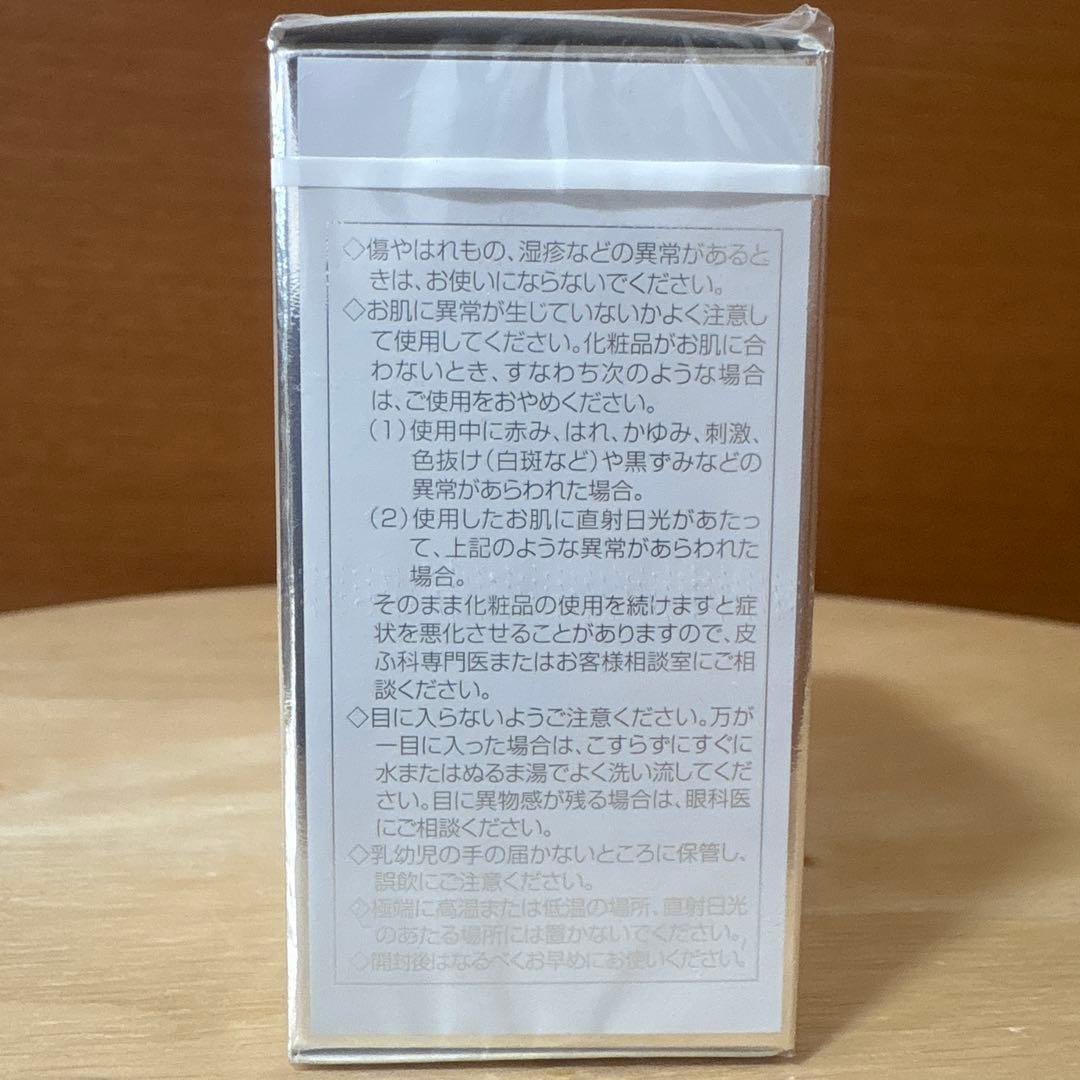 ◇傷やはれもの、湿疹などの異常があると
きは、お使いにならないでください。
◇お肌に異常が生じていないかよく注意し
て使用してください。化粧品がお肌に合
わないとき、すなわち次のような場合
は、ご使用をおやめください。
(1)使用中に赤み、はれ、かゆみ、刺激、
色抜け(白斑など)や黒ずみなどの
異常があらわれた場合。
(2)使用したお肌に直射日光があたっ
て、上記のような異常があらわれた
場合。
そのまま化粧品の使用を続けますと症
状を悪化させることがありますので、皮
ふ科専門医またはお客様相談室にご相
談ください。
◇目に入らないようご注意ください。万が
一目に入った場合は、こすらずにすぐに
水またはぬるま湯でよく洗い流してくだ
さい。目に異物感が残る場合は、眼科医
にご相談ください。
◇乳幼児の手の届かないところに保管し、
誤飲にご注意ください。
◇極端に高温または低温の場所、直射日光
のあたる場所には置かないでください。
◇開封後はなるべくお早めにお使いください。